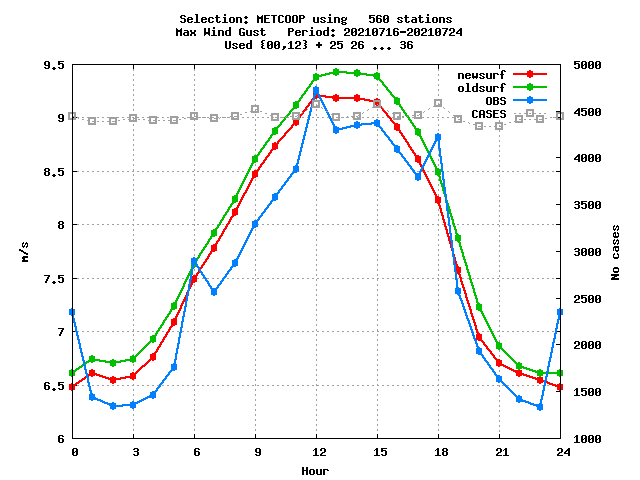 Selection: METCOOP using   560 stations
Max Wind Gust   Period: 20210716-20210724
Used {00,12} + 25 26 ... 36
newsurf
oldsurf
OBS
CASES
9.5
9
8.5
8
7.5
7
6.5
6
m/s
5000
4500
4000
3500
3000
2500
2000
1500
1000
No cases
0 3 6 9 12 15 18 21 24
Hour